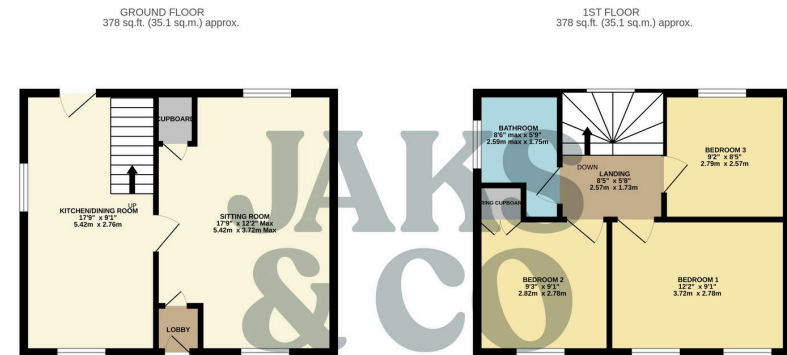 GROUND FLOOR
378 sq.ft. (35.1 sq.m.) approx.
1ST FLOOR
378 sq.ft. (35.1 sq.m.) approx.
CUPBOARD
UP
KITCHEN/DINING ROOM
17'9" x 9'1"
5.42m x 2.76m
SITTING ROOM
17'9" x 12'2" Max
5.42m x 3.72m Max
LOBBY
BATHROOM
8'6" max x 5'9"
2.59m max x 1.75m
DOWN
LANDING
8'5" x 5'8"
2.57m x 1.73m
BEDROOM 3
9'2" x 8'5"
2.79m x 2.57m
RING CUPBOARD
BEDROOM 2
9'3" x 9'1"
2.82m x 2.78m
BEDROOM 1
12'2" x 9'1"
3.72m x 2.78m
JAKS
& CO